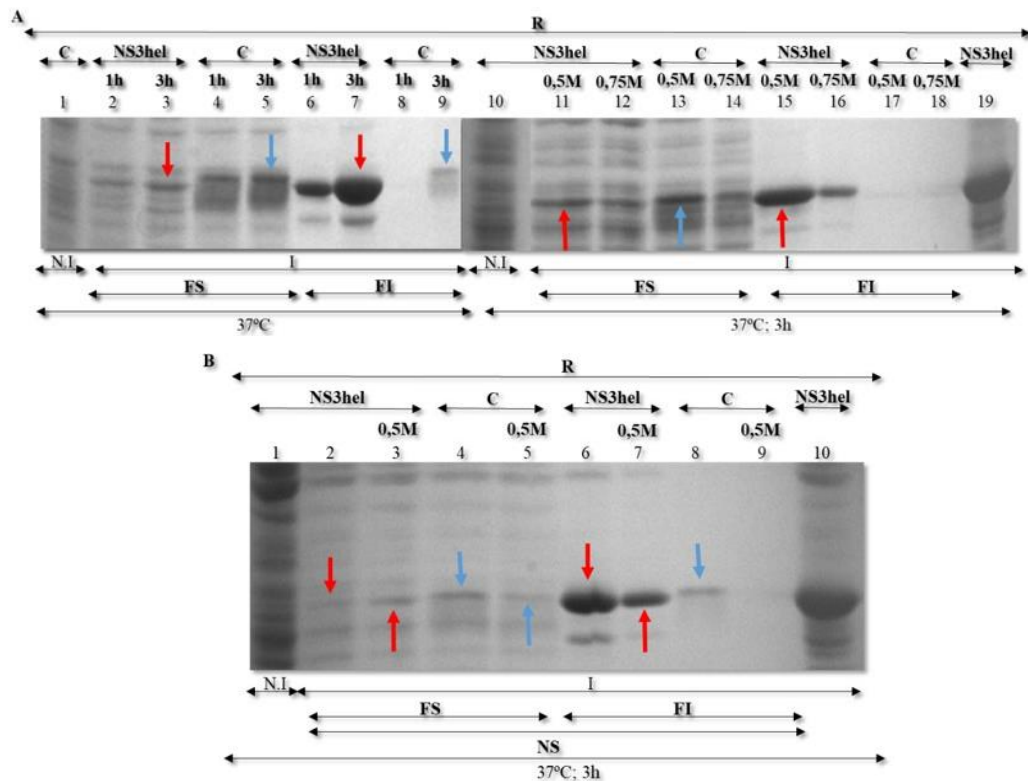 A
R
C NS3hel C NS3hel C NS3hel C NS3hel C NS3hel
1h 3h 1h 3h 1h 3h 1h 3h 0,5M 0,75M 0,5M 0,75M 0,5M 0,75M 0,5M 0,75M
1 2 3 4 5 6 7 8 9 10 11 12 13 14 15 16 17 18 19
N.I I N.I I
FS FI FS FI
37ºC 37ºC; 3h
B
R
NS3hel C NS3hel C NS3hel
0,5M 0,5M 0,5M 0,5M
1 2 3 4 5 6 7 8 9 10
N.I I
FS FI
NS
37ºC; 3h